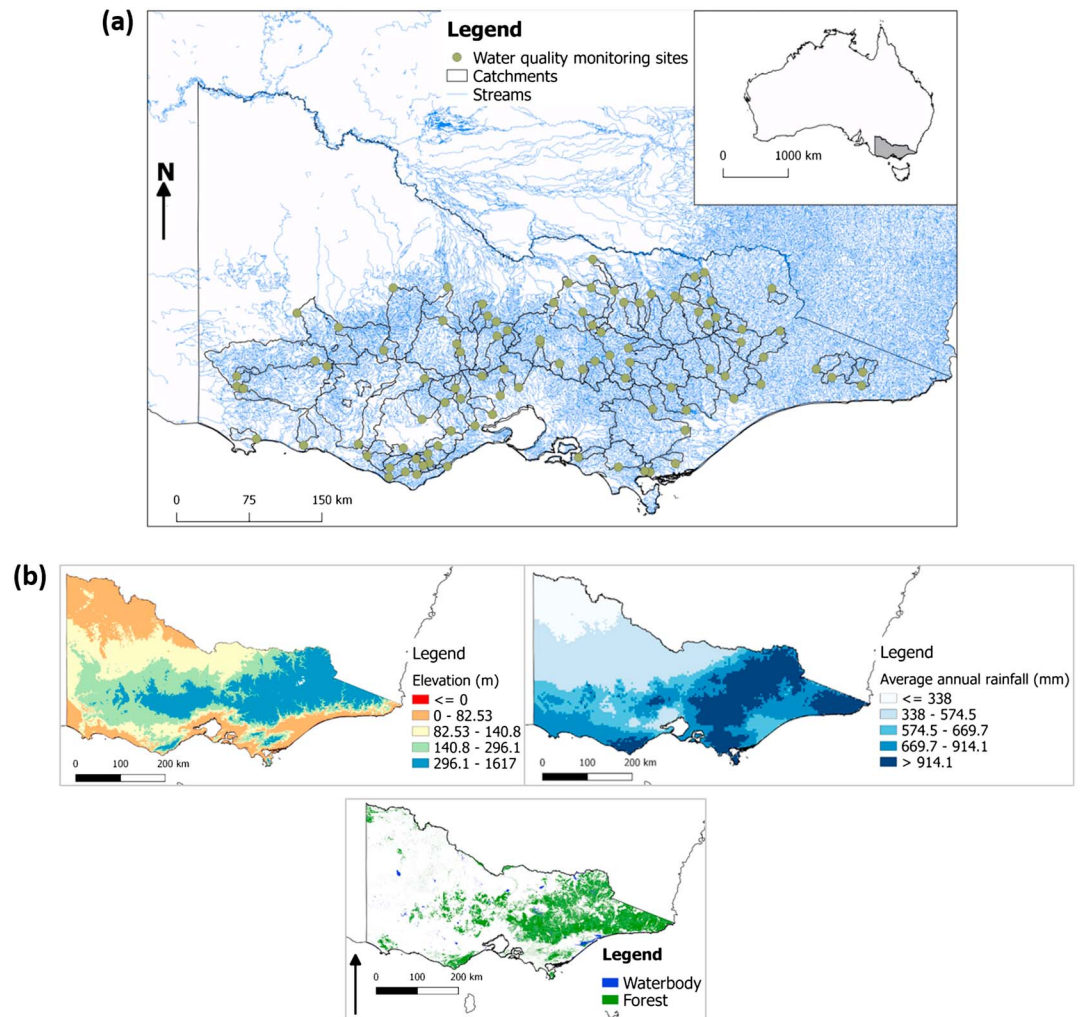 (a)
Legend
Water quality monitoring sites
Catchments
Streams
0 1000 km
N
0 75 150 km
(b)
Legend
Elevation (m)
<= 0
0 - 82.53
82.53 - 140.8
140.8 - 296.1
296.1 - 1617
0 100 200 km
Legend
Average annual rainfall (mm)
<= 338
338 - 574.5
574.5 - 669.7
669.7 - 914.1
> 914.1
0 100 200 km
Legend
Waterbody
Forest
0 100 200 km